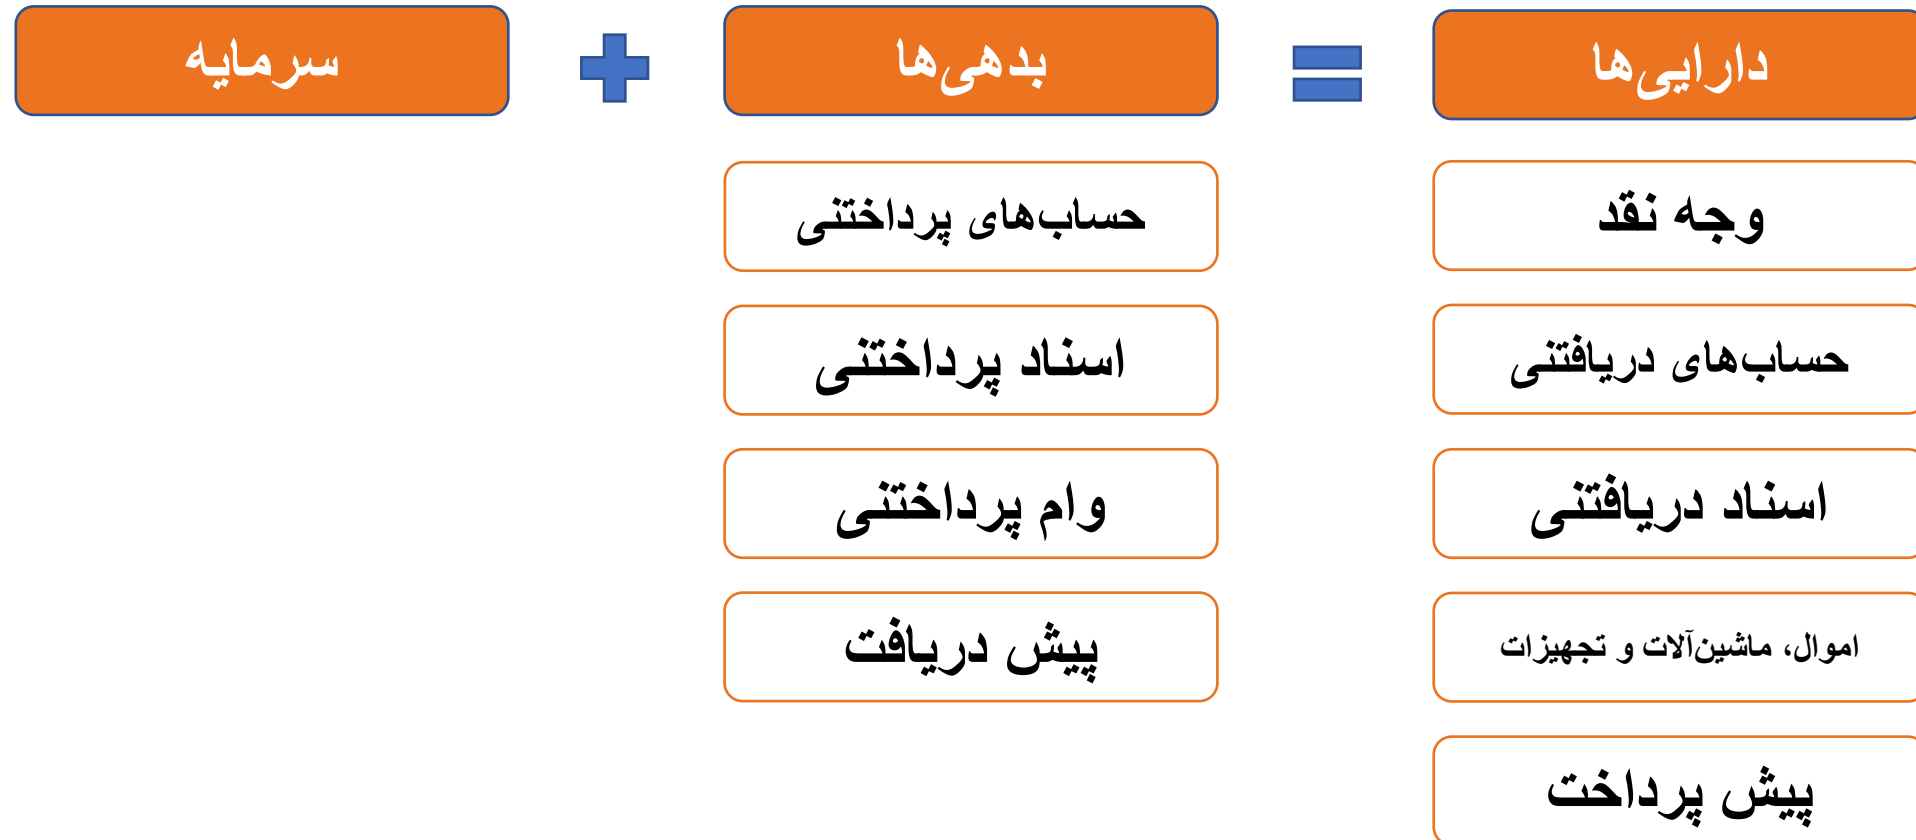 دارایی‌ها
بدهی‌ها
سرمایه
وجه نقد
حساب‌های پرداختنی
حساب‌های دریافتنی
اسناد پرداختنی
اسناد دریافتنی
وام پرداختنی
اموال، ماشین‌آلات و تجهیزات
پیش دریافت
پیش پرداخت